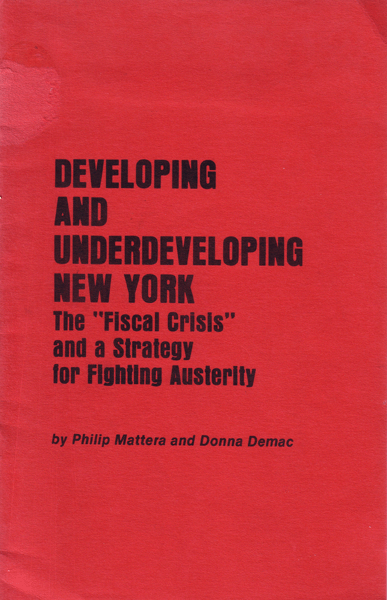 DEVELOPING
AND
UNDERDEVELOPING
NEW YORK
The "Fiscal Crisis"
and a Strategy
for Fighting Austerity
by Philip Mattera and Donna Demac